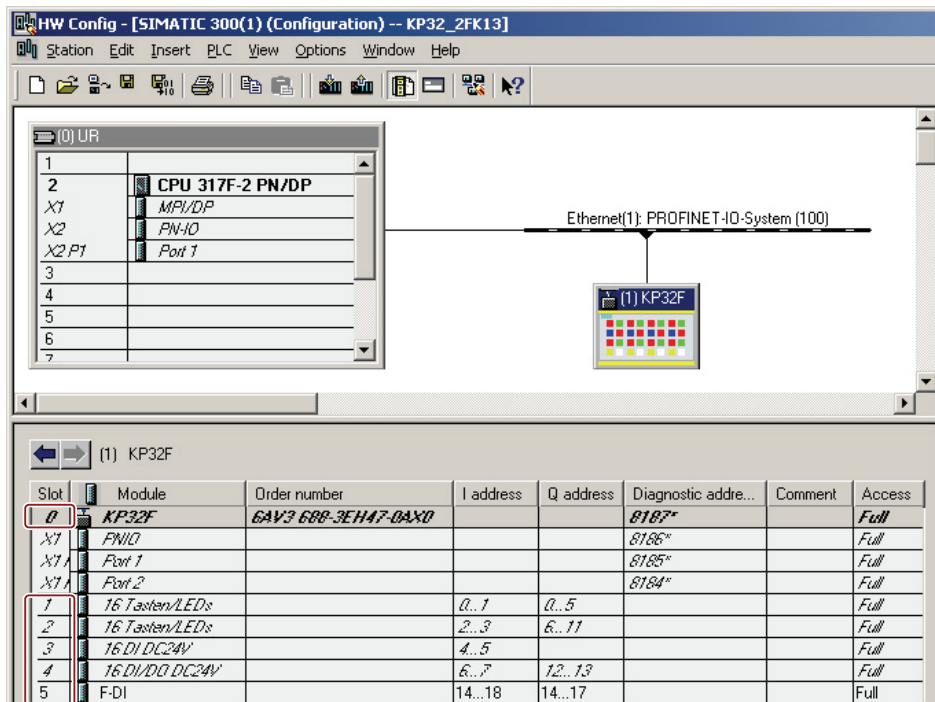 HW Config - [SIMATIC 300(1) (Configuration) -- KP32_2FK13]
Station Edit Insert PLC View Options Window Help
(0) UR
1
2 CPU 317F-2 PN/DP
X1 MPI/DP
X2 PN-IO
X2 P1 Port 1
3
4
5
6
7
Ethernet(1): PROFINET-IO-System (100)
(1) KP32F
(1) KP32F
Slot Module Order number I address Q address Diagnostic addre... Comment Access
0 KP32F 6AV3 688-3EH47-0AX0 8187* Full
X1 PNIO 8186* Full
X1 Port 1 8185* Full
X1 Port 2 8184* Full
1 16 Tasten/LEDs 0...1 0...5 Full
2 16 Tasten/LEDs 2...3 6...11 Full
3 16 DI DC24V 4...5 Full
4 16 DI/DO DC24V 6...7 12...13 Full
5 F-DI 14...18 14...17 Full